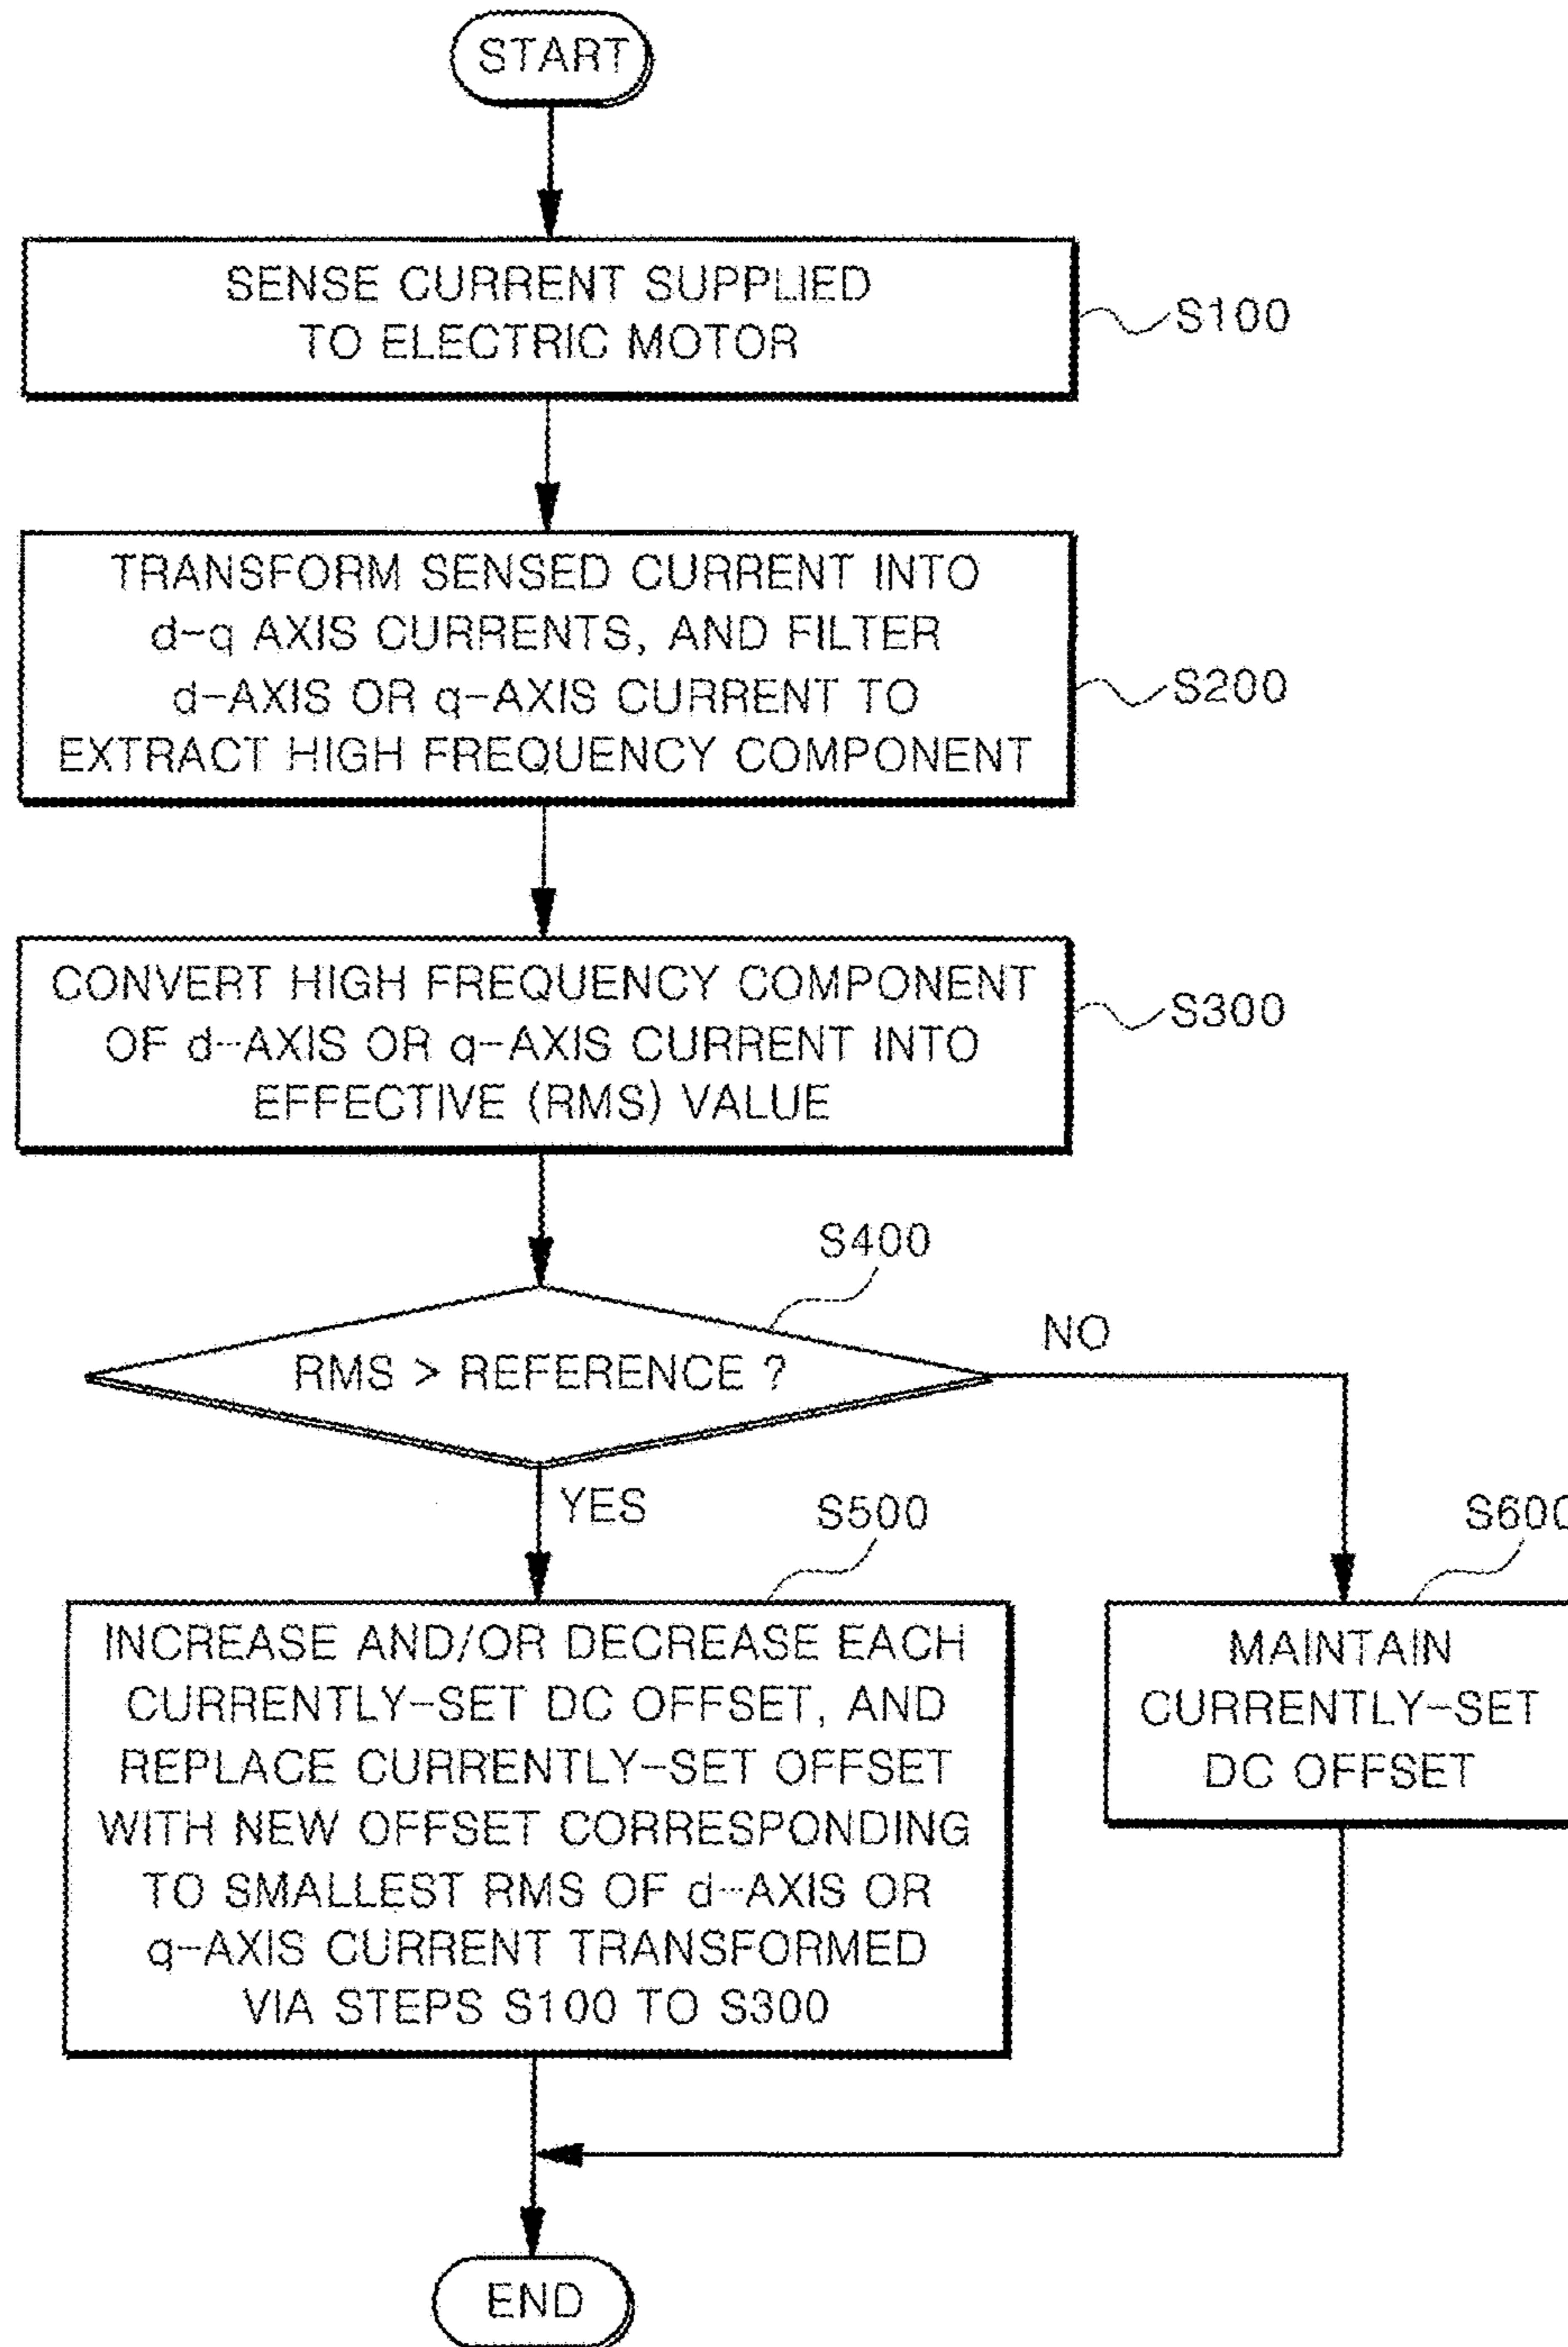 START
SENSE CURRENT SUPPLIED
TO ELECTRIC MOTOR
S100
TRANSFORM SENSED CURRENT INTO
d-q AXIS CURRENTS, AND FILTER
d-AXIS OR q-AXIS CURRENT TO
EXTRACT HIGH FREQUENCY COMPONENT
S200
CONVERT HIGH FREQUENCY COMPONENT
OF d-AXIS OR q-AXIS CURRENT INTO
EFFECTIVE (RMS) VALUE
S300
S400
RMS > REFERENCE ?
NO
YES
S500
INCREASE AND/OR DECREASE EACH
CURRENTLY-SET DC OFFSET, AND
REPLACE CURRENTLY-SET OFFSET
WITH NEW OFFSET CORRESPONDING
TO SMALLEST RMS OF d-AXIS OR
q-AXIS CURRENT TRANSFORMED
VIA STEPS S100 TO S300
S600
MAINTAIN
CURRENTLY-SET
DC OFFSET
END